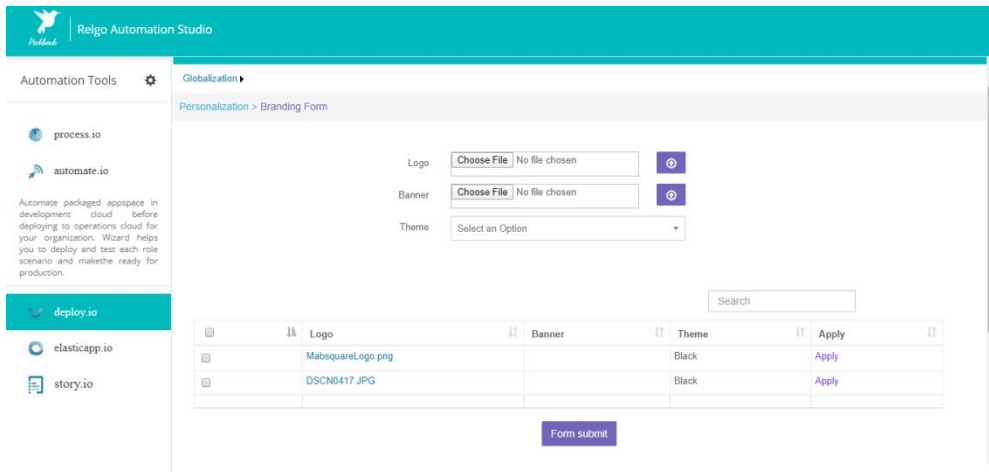 Relgo Automation Studio
Automation Tools
Globalization
Personalization > Branding Form
process.io
automate.io
Automate packaged appspace in
development cloud before
deploying to operations cloud for
your organization. Wizard helps
you to deploy and test each role
scenario and makethe ready for
production.
deploy.io
elasticapp.io
story.io
Logo Choose File No file chosen
Banner Choose File No file chosen
Theme Select an Option
Search
Logo Banner Theme Apply
MabsquareLogo.png Black Apply
DSCN0417.JPG Black Apply
Form submit